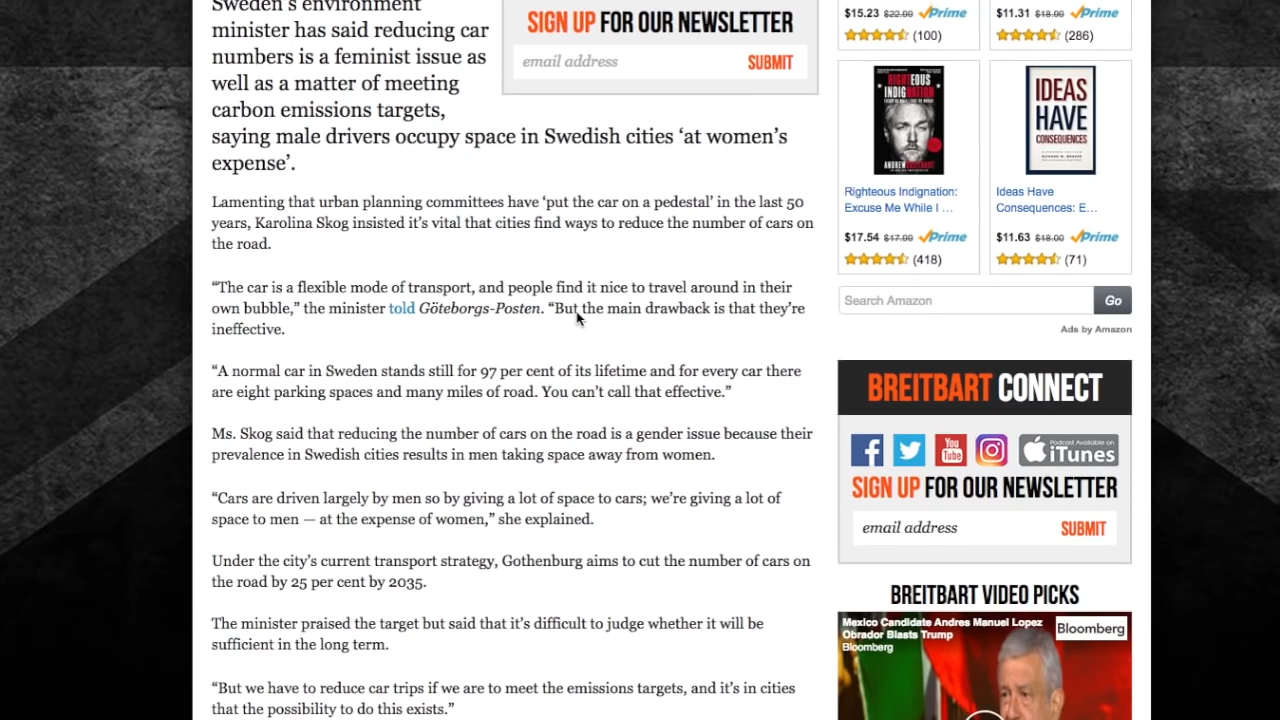 Sweden's environment
minister has said reducing car
numbers is a feminist issue as
well as a matter of meeting
carbon emissions targets,
saying male drivers occupy space in Swedish cities ‘at women’s
expense’.
Lamenting that urban planning committees have ‘put the car on a pedestal’ in the last 50
years, Karolina Skog insisted it’s vital that cities find ways to reduce the number of cars on
the road.
“The car is a flexible mode of transport, and people find it nice to travel around in their
own bubble,” the minister told Göteborgs-Posten. “But the main drawback is that they’re
ineffective.
“A normal car in Sweden stands still for 97 per cent of its lifetime and for every car there
are eight parking spaces and many miles of road. You can’t call that effective.”
Ms. Skog said that reducing the number of cars on the road is a gender issue because their
prevalence in Swedish cities results in men taking space away from women.
“Cars are driven largely by men so by giving a lot of space to cars; we’re giving a lot of
space to men — at the expense of women,” she explained.
Under the city’s current transport strategy, Gothenburg aims to cut the number of cars on
the road by 25 per cent by 2035.
The minister praised the target but said that it’s difficult to judge whether it will be
sufficient in the long term.
“But we have to reduce car trips if we are to meet the emissions targets, and it’s in cities
that the possibility to do this exists.”
SIGN UP FOR OUR NEWSLETTER
email address SUBMIT
$15.23 $22.00 Prime
(100)
$11.31 $18.99 Prime
(286)
RIGHTEOUS
INDIGNATION
ANDREW BREITBART
Righteous Indignation:
Excuse Me While I ...
$17.54 $17.99 Prime
(418)
IDEAS
HAVE
CONSEQUENCES
Ideas Have
Consequences: E...
$11.63 $18.00 Prime
(71)
Search Amazon Go
Ads by Amazon
BREITBART CONNECT
You
Tube
Podcast Available on
iTunes
SIGN UP FOR OUR NEWSLETTER
email address SUBMIT
BREITBART VIDEO PICKS
Mexico Candidate Andres Manuel Lopez
Obrador Blasts Trump
Bloomberg
Bloomberg